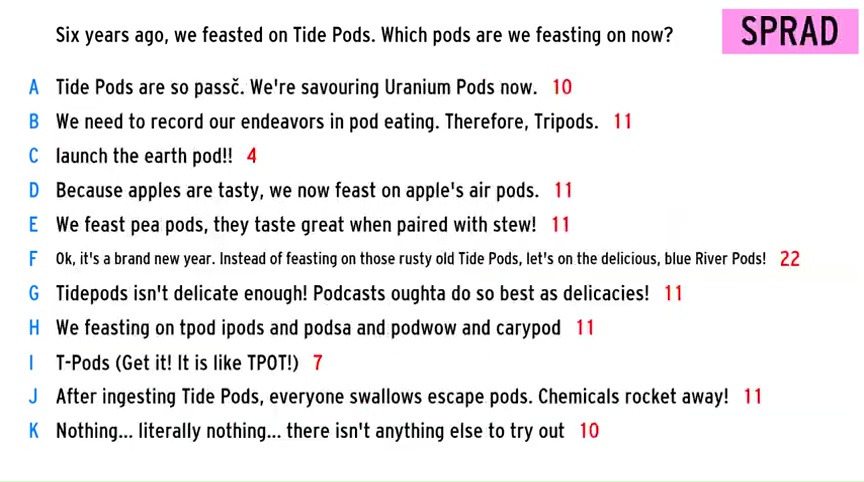 Six years ago, we feasted on Tide Pods. Which pods are we feasting on now?
SPRAD
A Tide Pods are so passč. We're savouring Uranium Pods now. 10
B We need to record our endeavors in pod eating. Therefore, Tripods. 11
C launch the earth pod!! 4
D Because apples are tasty, we now feast on apple's air pods. 11
E We feast pea pods, they taste great when paired with stew! 11
F Ok, it's a brand new year. Instead of feasting on those rusty old Tide Pods, let's on the delicious, blue River Pods! 22
G Tidepods isn't delicate enough! Podcasts oughta do so best as delicacies! 11
H We feasting on tpod ipods and podsa and podwow and carypod 11
I T-Pods (Get it! It is like TPOT!) 7
J After ingesting Tide Pods, everyone swallows escape pods. Chemicals rocket away! 11
K Nothing... literally nothing... there isn't anything else to try out 10